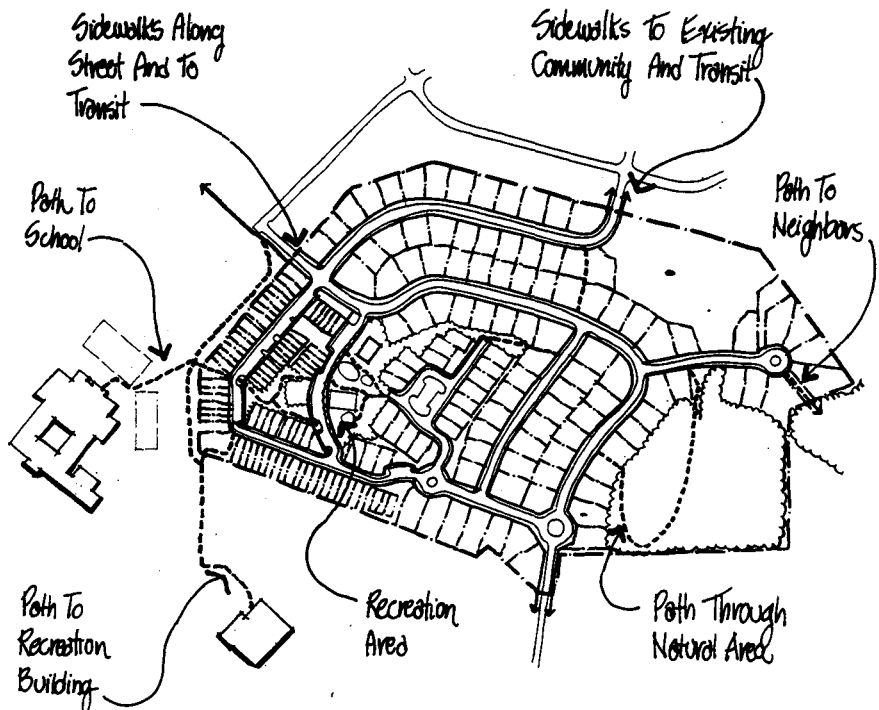 Sidewalks Along
Street And To
Transit
Sidewalks To Existing
Community And Transit
Path To
School
Path To
Neighbors
Path To
Recreation
Building
Recreation
Area
Path Through
Natural Area